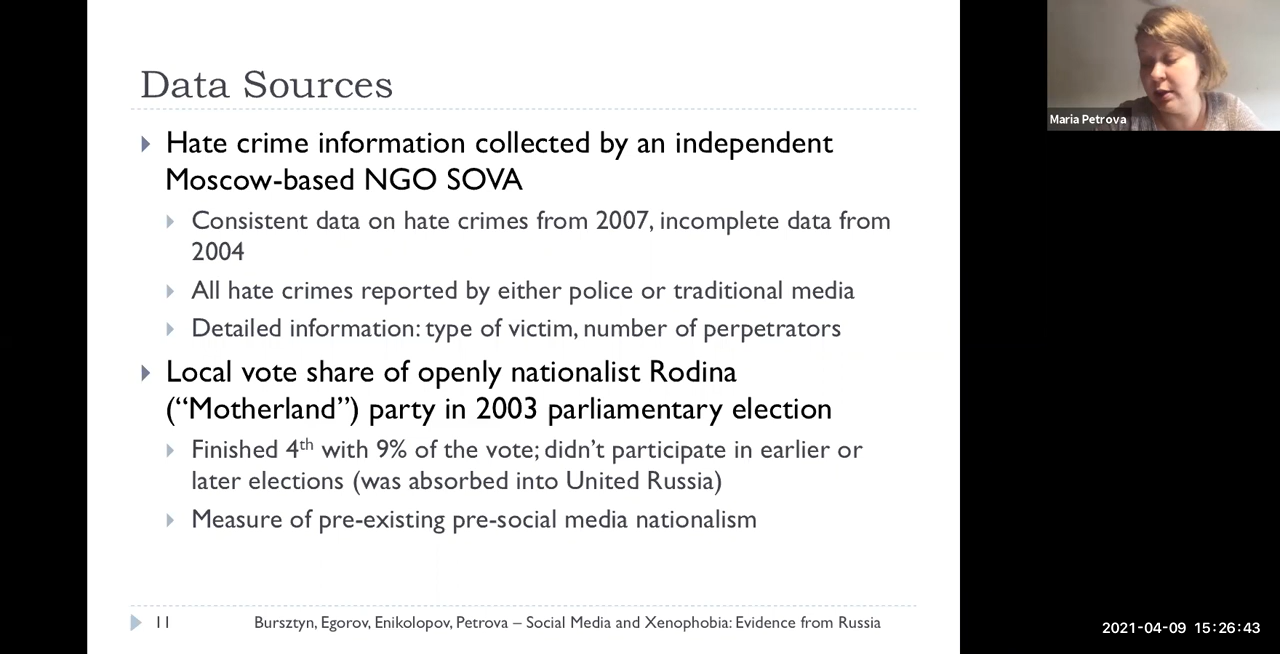 Data Sources
Hate crime information collected by an independent
Moscow-based NGO SOVA
Consistent data on hate crimes from 2007, incomplete data from
2004
All hate crimes reported by either police or traditional media
Detailed information: type of victim, number of perpetrators
Local vote share of openly nationalist Rodina
(“Motherland”) party in 2003 parliamentary election
Finished 4th with 9% of the vote; didn’t participate in earlier or
later elections (was absorbed into United Russia)
Measure of pre-existing pre-social media nationalism
11 Bursztyn, Egorov, Enikolopov, Petrova – Social Media and Xenophobia: Evidence from Russia
Maria Petrova
2021-04-09 15:26:43